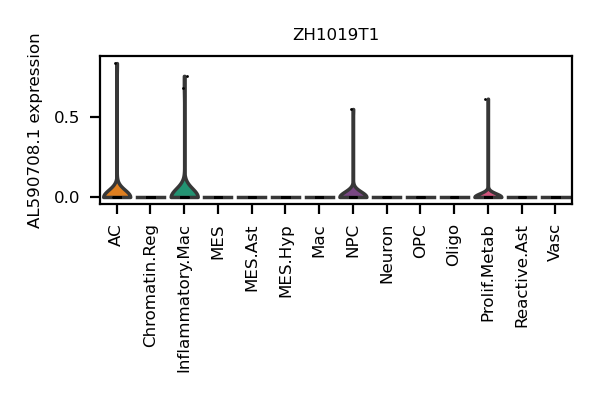 ZH1019T1
AL590708.1 expression
0.5
0.0
AC
Chromatin.Reg
Inflammatory.Mac
MES
MES.Ast
MES.Hyp
Mac
NPC
Neuron
OPC
Oligo
Prolif.Metab
Reactive.Ast
Vasc